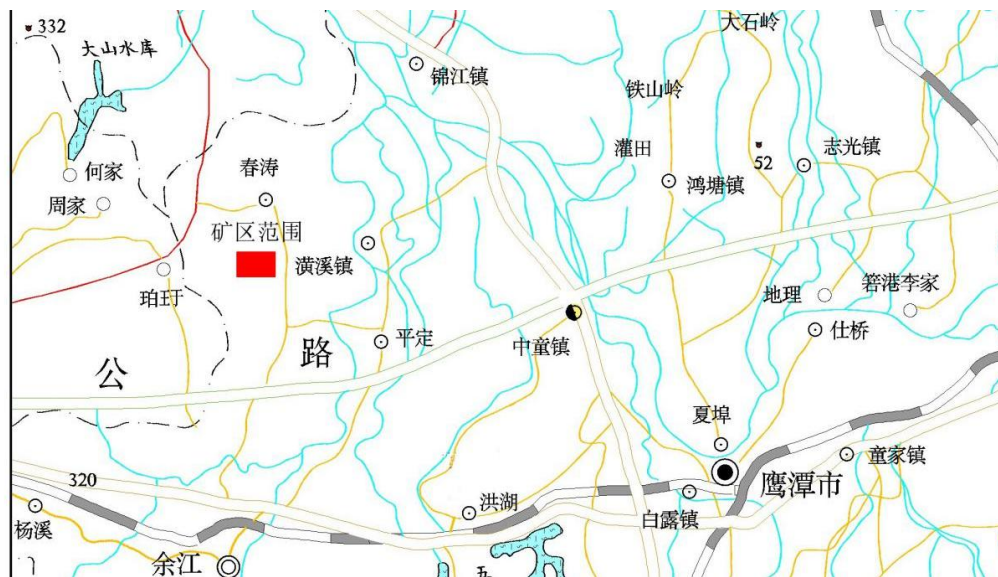 332
大山水库
大石岭
锦江镇
铁山岭
灌田
志光镇
52
何家
春涛
鸿塘镇
周家
矿区范围
潢溪镇
珀玕
地理
箬港李家
平定
中童镇
仕桥
公
路
夏埠
童家镇
320
鹰潭市
洪湖
白露镇
杨溪
余江
五